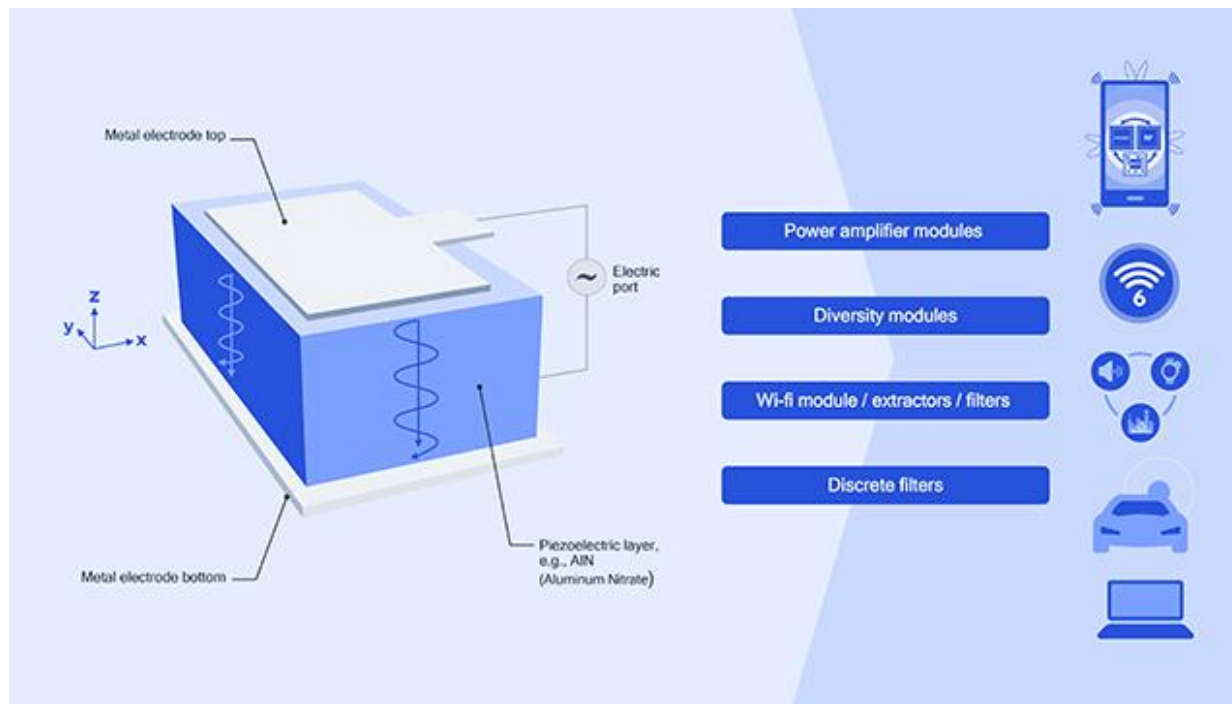 Metal electrode top
Electric
port
z
y
x
Piezoelectric layer,
e.g., AlN
(Aluminum Nitrate)
Metal electrode bottom
Power amplifier modules
Diversity modules
Wi-fi module / extractors / filters
Discrete filters
RF
6